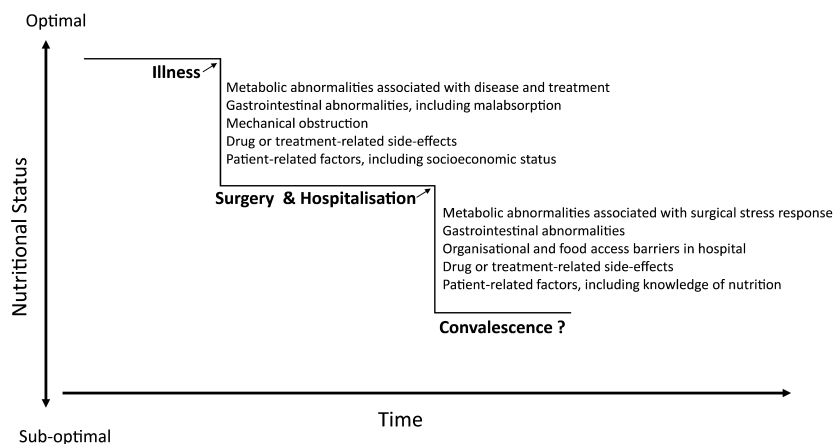 Optimal
Illness
Metabolic abnormalities associated with disease and treatment
Gastrointestinal abnormalities, including malabsorption
Mechanical obstruction
Drug or treatment-related side-effects
Patient-related factors, including socioeconomic status
Surgery & Hospitalisation
Metabolic abnormalities associated with surgical stress response
Gastrointestinal abnormalities
Organisational and food access barriers in hospital
Drug or treatment-related side-effects
Patient-related factors, including knowledge of nutrition
Convalescence ?
Nutritional Status
Time
Sub-optimal